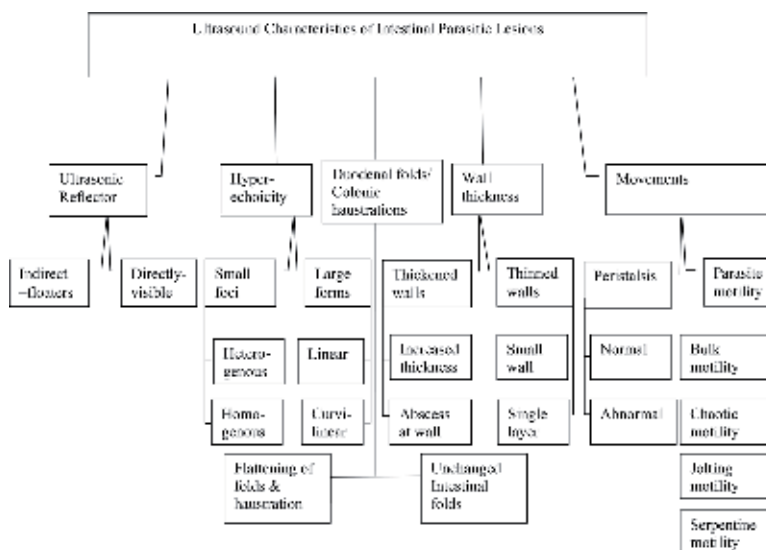 Ultrasound Characteristics of Intestinal Parasitic Lesions
Ultrasonic
Reflector
Hyper-
echoicity
Duodenal folds/
Colonic
haustrations
Wall
thickness
Movements
Indirect
–floaters
Directly-
visible
Small
foci
Large
forms
Thickened
walls
Thinned
walls
Peristalsis
Parasite
motility
Heterog-
enous
Linear
Increased
thickness
Small
wall
Normal
Bulk
motility
Homo-
genous
Curvi-
linear
Abscess
at wall
Single
layer
Abnormal
Chaotic
motility
Flattening of
folds &
haustration
Unchanged
Intestinal
folds
Jolting
motility
Serpentine
motility